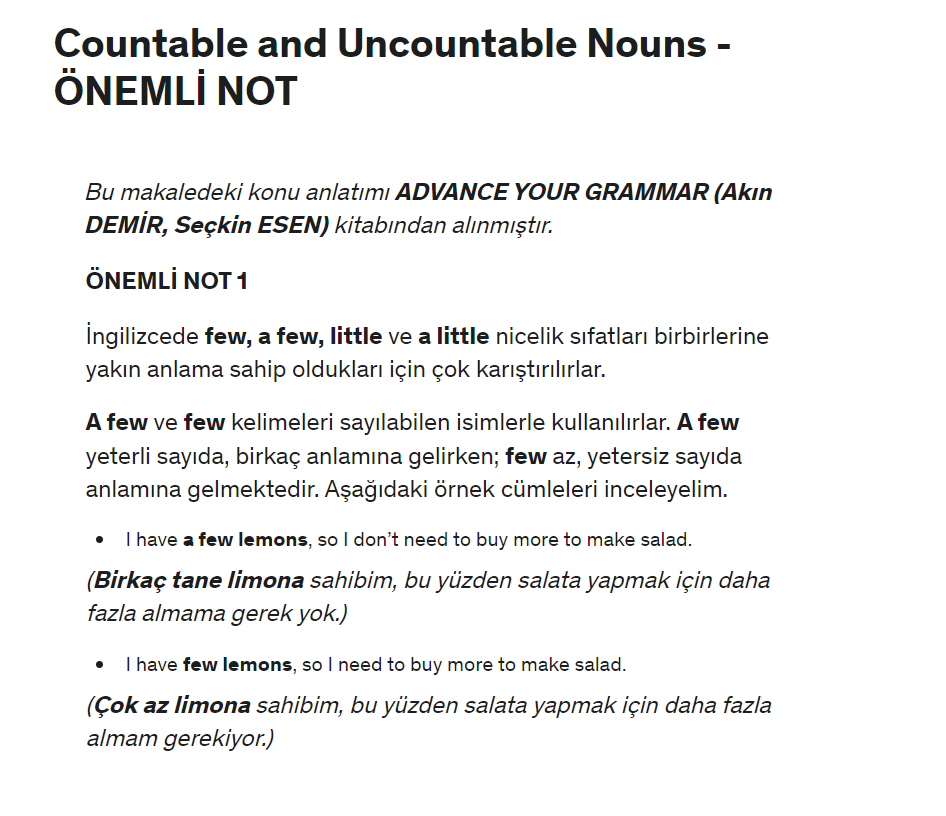 Countable and Uncountable Nouns -
ÖNEMLİ NOT
Bu makaledeki konu anlatımı ADVANCE YOUR GRAMMAR (Akın
DEMİR, Seçkin ESEN) kitabından alınmıştır.
ÖNEMLİ NOT 1
İngilizcede few, a few, little ve a little nicelik sıfatları birbirlerine
yakın anlama sahip oldukları için çok karıştırılırlar.
A few ve few kelimeleri sayılabilen isimlerle kullanılırlar. A few
yeterli sayıda, birkaç anlamına gelirken; few az, yetersiz sayıda
anlamına gelmektedir. Aşağıdaki örnek cümleleri inceleyelim.
• I have a few lemons, so I don’t need to buy more to make salad.
(Birkaç tane limona sahibim, bu yüzden salata yapmak için daha
fazla almama gerek yok.)
• I have few lemons, so I need to buy more to make salad.
(Çok az limona sahibim, bu yüzden salata yapmak için daha fazla
almam gerekiyor.)